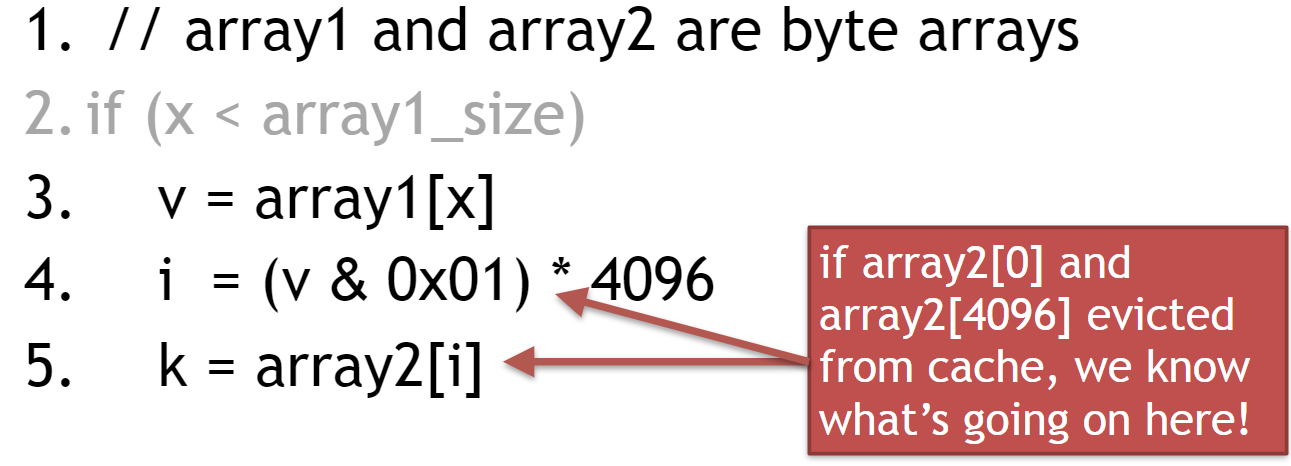 1. // array1 and array2 are byte arrays
2. if (x < array1_size)
3. v = array1[x]
4. i = (v & 0x01) * 4096
5. k = array2[i]
if array2[0] and
array2[4096] evicted
from cache, we know
what’s going on here!